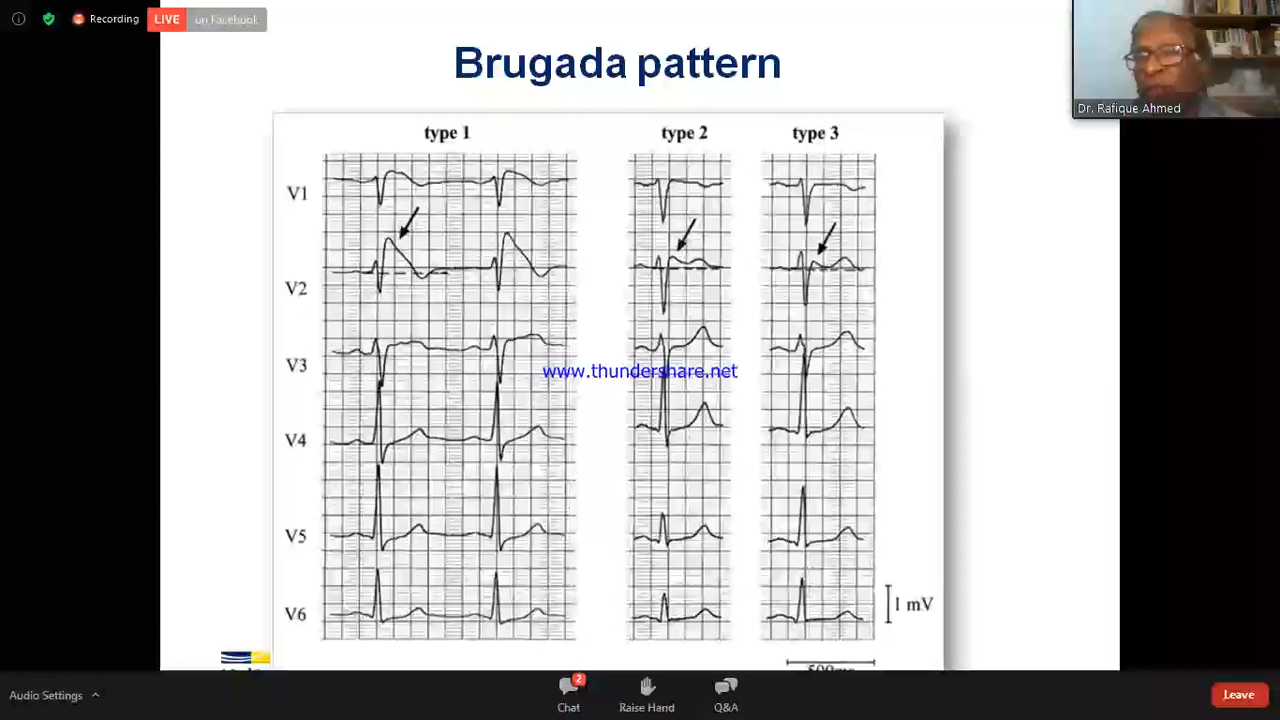 Recording
LIVE on Facebook
Brugada pattern
Dr. Rafique Ahmed
type 1 type 2 type 3
V1
V2
V3
www.thundershare.net
V4
V5
V6
1 mV
Audio Settings
2
Chat
Raise Hand
Q&A
Leave